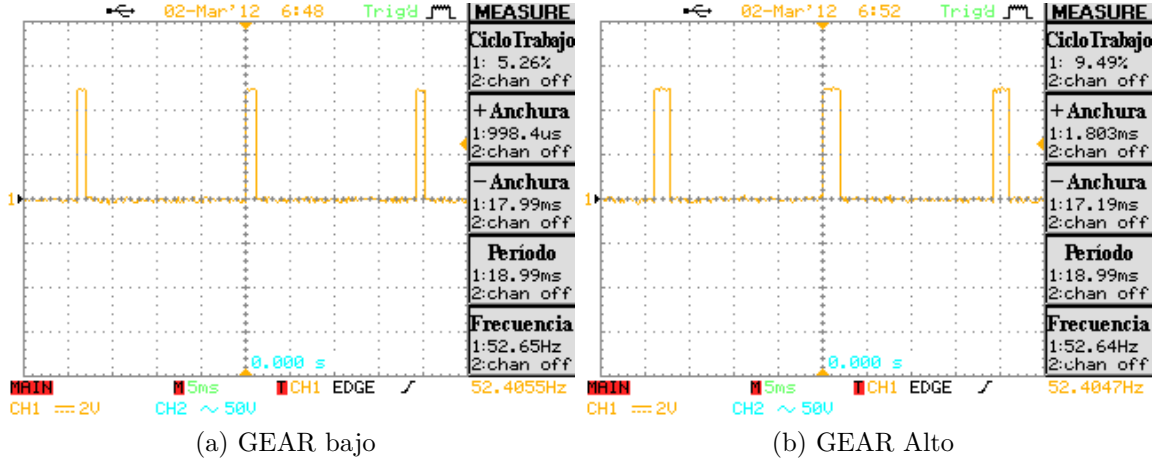 02-Mar'12 6:48 Trig'd MEASURE
CicloTrabajo
1: 5.26%
2:chan off
+Anchura
1:998.4us
2:chan off
-Anchura
1:17.99ms
2:chan off
Período
1:18.99ms
2:chan off
Frecuencia
1:52.65Hz
2:chan off
1
0.000 s
MAIN M 5ms T CH1 EDGE 52.4055Hz
CH1 2V CH2 ~ 50V
(a) GEAR bajo
02-Mar'12 6:52 Trig'd MEASURE
CicloTrabajo
1: 9.49%
2:chan off
+Anchura
1:1.803ms
2:chan off
-Anchura
1:17.19ms
2:chan off
Período
1:18.99ms
2:chan off
Frecuencia
1:52.64Hz
2:chan off
1
0.000 s
MAIN M 5ms T CH1 EDGE 52.4047Hz
CH1 2V CH2 ~ 50V
(b) GEAR Alto